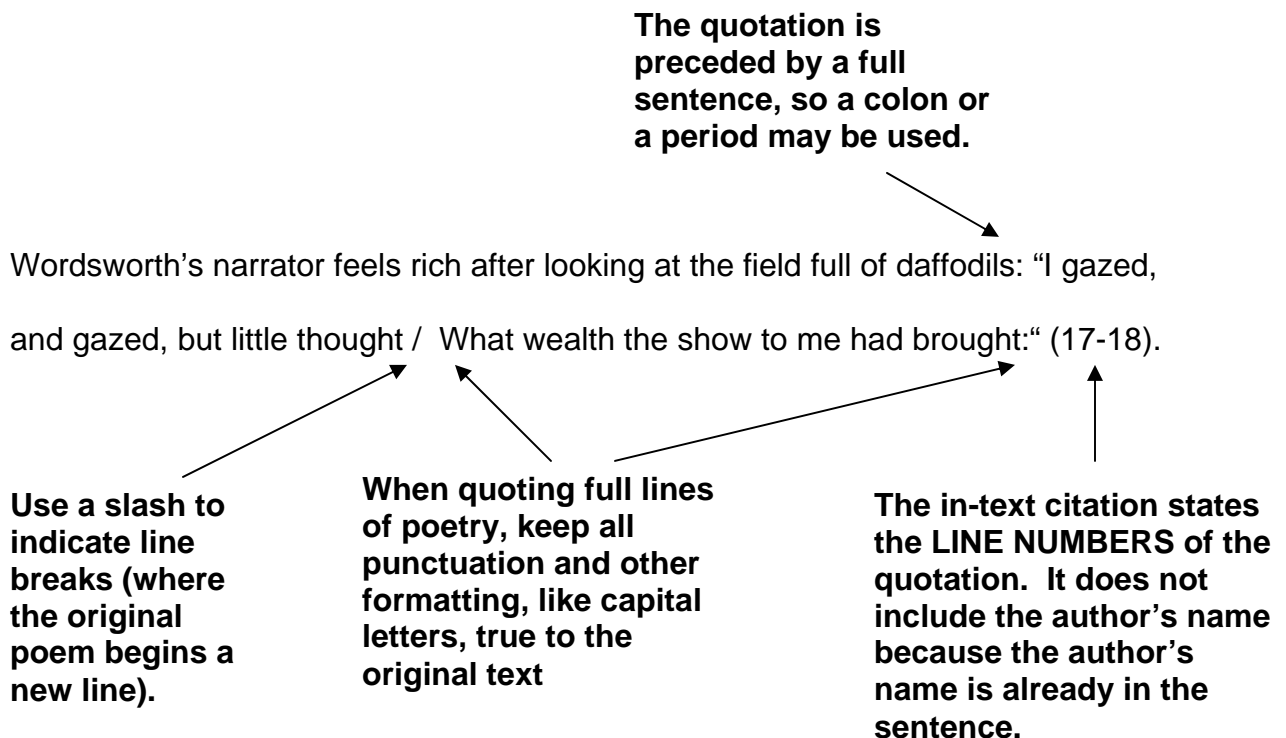 The quotation is
preceded by a full
sentence, so a colon or
a period may be used.
Wordsworth’s narrator feels rich after looking at the field full of daffodils: “I gazed,
and gazed, but little thought /  What wealth the show to me had brought:“ (17-18).
Use a slash to
indicate line
breaks (where
the original
poem begins a
new line).
When quoting full lines
of poetry, keep all
punctuation and other
formatting, like capital
letters, true to the
original text
The in-text citation states
the LINE NUMBERS of the
quotation.  It does not
include the author’s name
because the author’s
name is already in the
sentence.